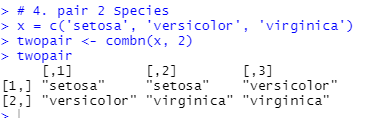 > # 4. pair 2 Species
> x = c('setosa', 'versicolor', 'virginica')
> twopair <- combn(x, 2)
> twopair
     [,1]         [,2]        [,3]
[1,] "setosa"     "setosa"    "versicolor"
[2,] "versicolor" "virginica" "virginica"
>